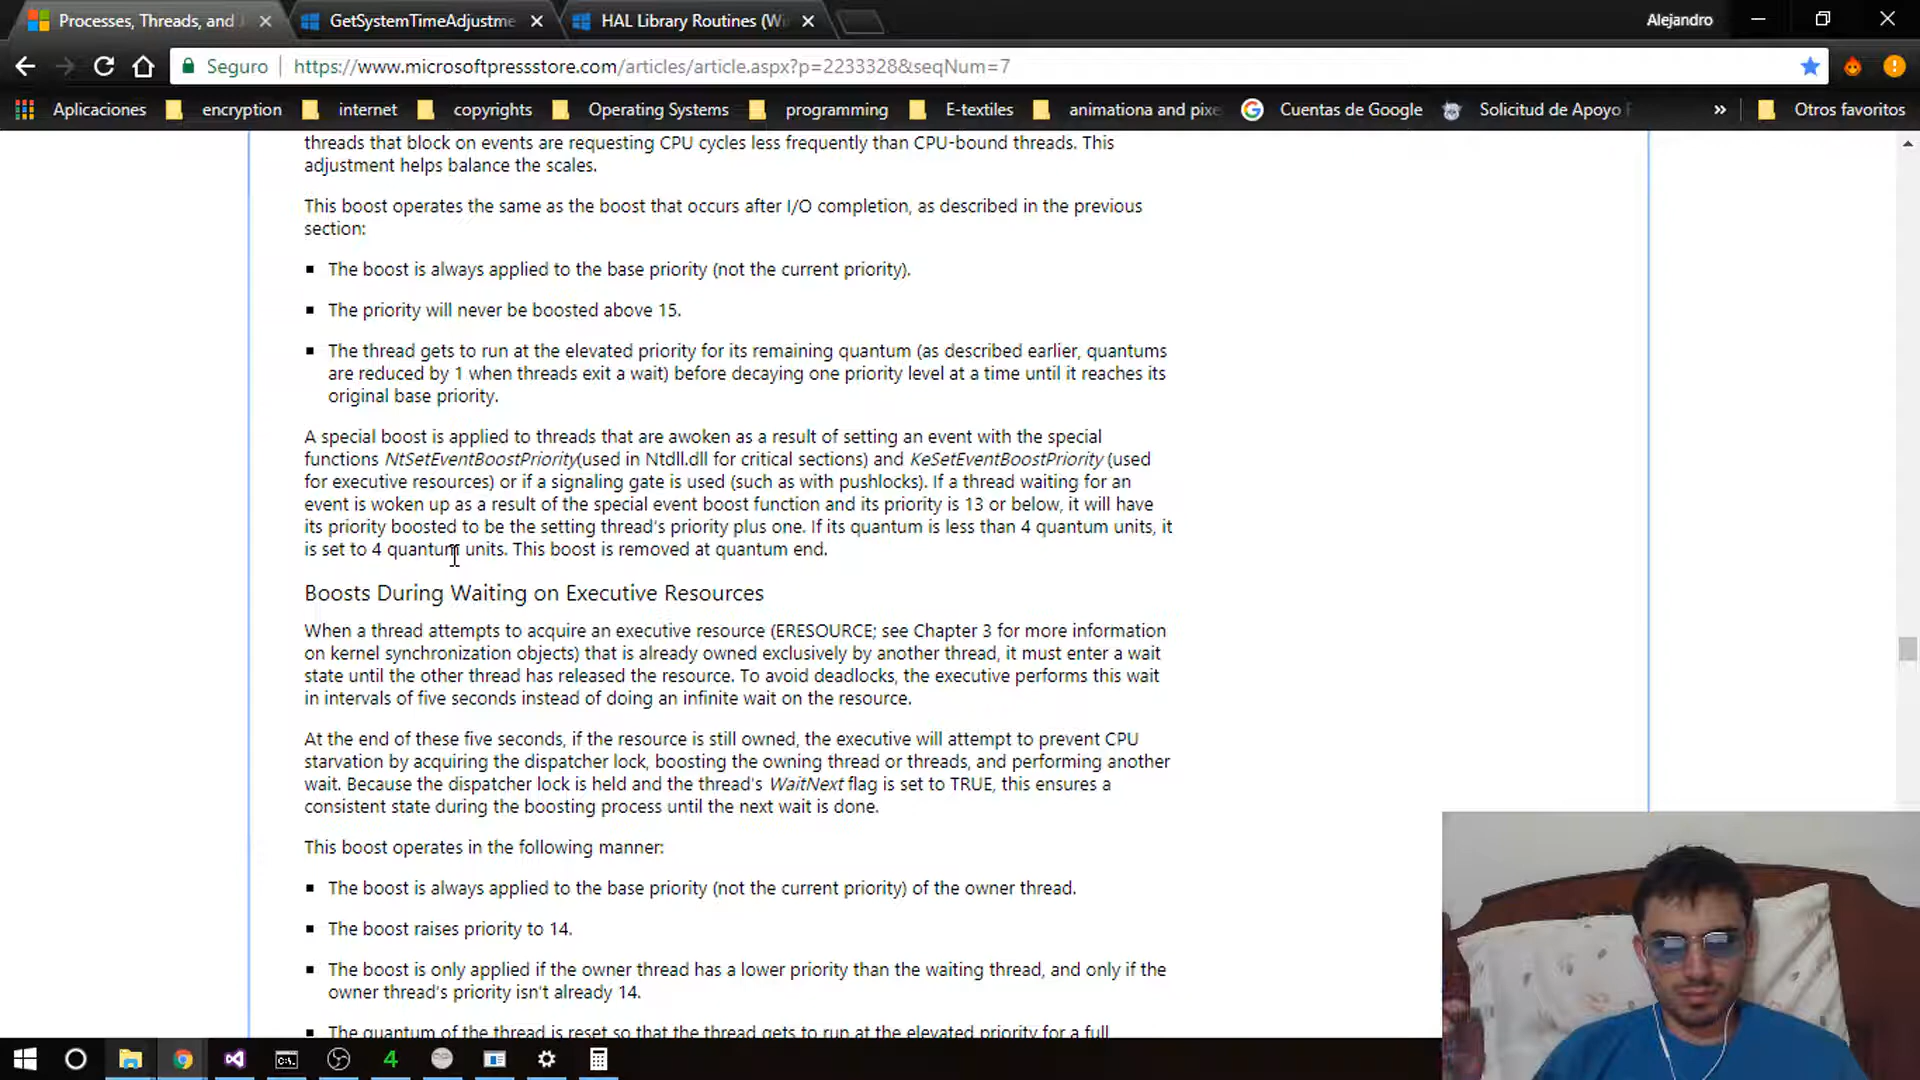 Processes, Threads, and J
GetSystemTimeAdjustme
HAL Library Routines (Wi
Alejandro
Seguro
https://www.microsoftpressstore.com/articles/article.aspx?p=2233328&seqNum=7
Aplicaciones
encryption
internet
copyrights
Operating Systems
programming
E-textiles
animationa and pixe
Cuentas de Google
Solicitud de Apoyo
»
Otros favoritos
threads that block on events are requesting CPU cycles less frequently than CPU-bound threads. This
adjustment helps balance the scales.
This boost operates the same as the boost that occurs after I/O completion, as described in the previous
section:
The boost is always applied to the base priority (not the current priority).
The priority will never be boosted above 15.
The thread gets to run at the elevated priority for its remaining quantum (as described earlier, quantums
are reduced by 1 when threads exit a wait) before decaying one priority level at a time until it reaches its
original base priority.
A special boost is applied to threads that are awoken as a result of setting an event with the special
functions NtSetEventBoostPriority(used in Ntdll.dll for critical sections) and KeSetEventBoostPriority (used
for executive resources) or if a signaling gate is used (such as with pushlocks). If a thread waiting for an
event is woken up as a result of the special event boost function and its priority is 13 or below, it will have
its priority boosted to be the setting thread's priority plus one. If its quantum is less than 4 quantum units, it
is set to 4 quantum units. This boost is removed at quantum end.
Boosts During Waiting on Executive Resources
When a thread attempts to acquire an executive resource (ERESOURCE; see Chapter 3 for more information
on kernel synchronization objects) that is already owned exclusively by another thread, it must enter a wait
state until the other thread has released the resource. To avoid deadlocks, the executive performs this wait
in intervals of five seconds instead of doing an infinite wait on the resource.
At the end of these five seconds, if the resource is still owned, the executive will attempt to prevent CPU
starvation by acquiring the dispatcher lock, boosting the owning thread or threads, and performing another
wait. Because the dispatcher lock is held and the thread's WaitNext flag is set to TRUE, this ensures a
consistent state during the boosting process until the next wait is done.
This boost operates in the following manner:
The boost is always applied to the base priority (not the current priority) of the owner thread.
The boost raises priority to 14.
The boost is only applied if the owner thread has a lower priority than the waiting thread, and only if the
owner thread's priority isn't already 14.
The quantum of the thread is reset so that the thread gets to run at the elevated priority for a full
4